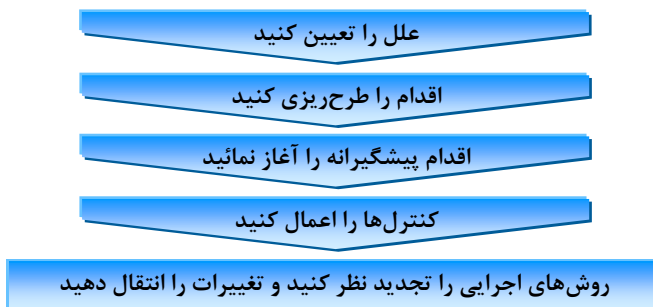 علل را تعیین کنید
اقدام را طرح‌ریزی کنید
اقدام پیشگیرانه را آغاز نمائید
کنترل‌ها را اعمال کنید
روش‌های اجرایی را تجدید نظر کنید و تغییرات را انتقال دهید